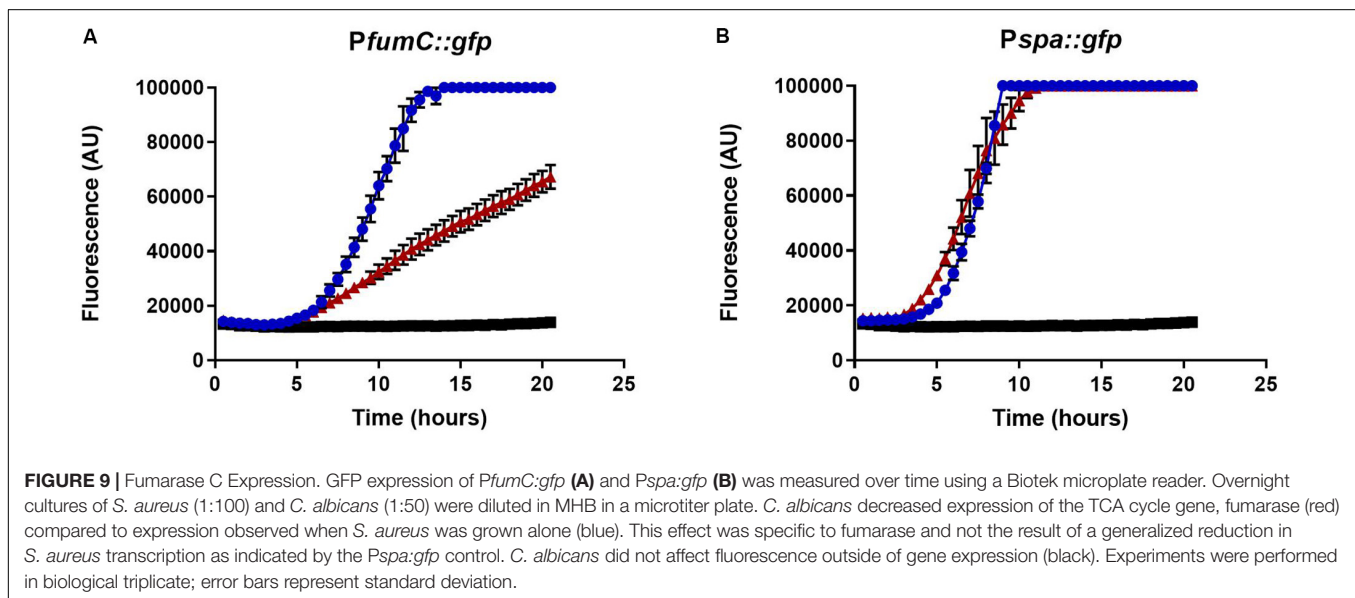 A
PfumC::gfp
100000
80000
60000
40000
20000
0
Fluorescence (AU)
0 5 10 15 20 25
Time (hours)
B
Pspa::gfp
100000
80000
60000
40000
20000
0
Fluorescence (AU)
0 5 10 15 20 25
Time (hours)
FIGURE 9 | Fumarase C Expression. GFP expression of PfumC:gfp (A) and Pspa:gfp (B) was measured over time using a Biotek microplate reader. Overnight
cultures of S. aureus (1:100) and C. albicans (1:50) were diluted in MHB in a microtiter plate. C. albicans decreased expression of the TCA cycle gene, fumarase (red)
compared to expression observed when S. aureus was grown alone (blue). This effect was specific to fumarase and not the result of a generalized reduction in
S. aureus transcription as indicated by the Pspa:gfp control. C. albicans did not affect fluorescence outside of gene expression (black). Experiments were performed
in biological triplicate; error bars represent standard deviation.